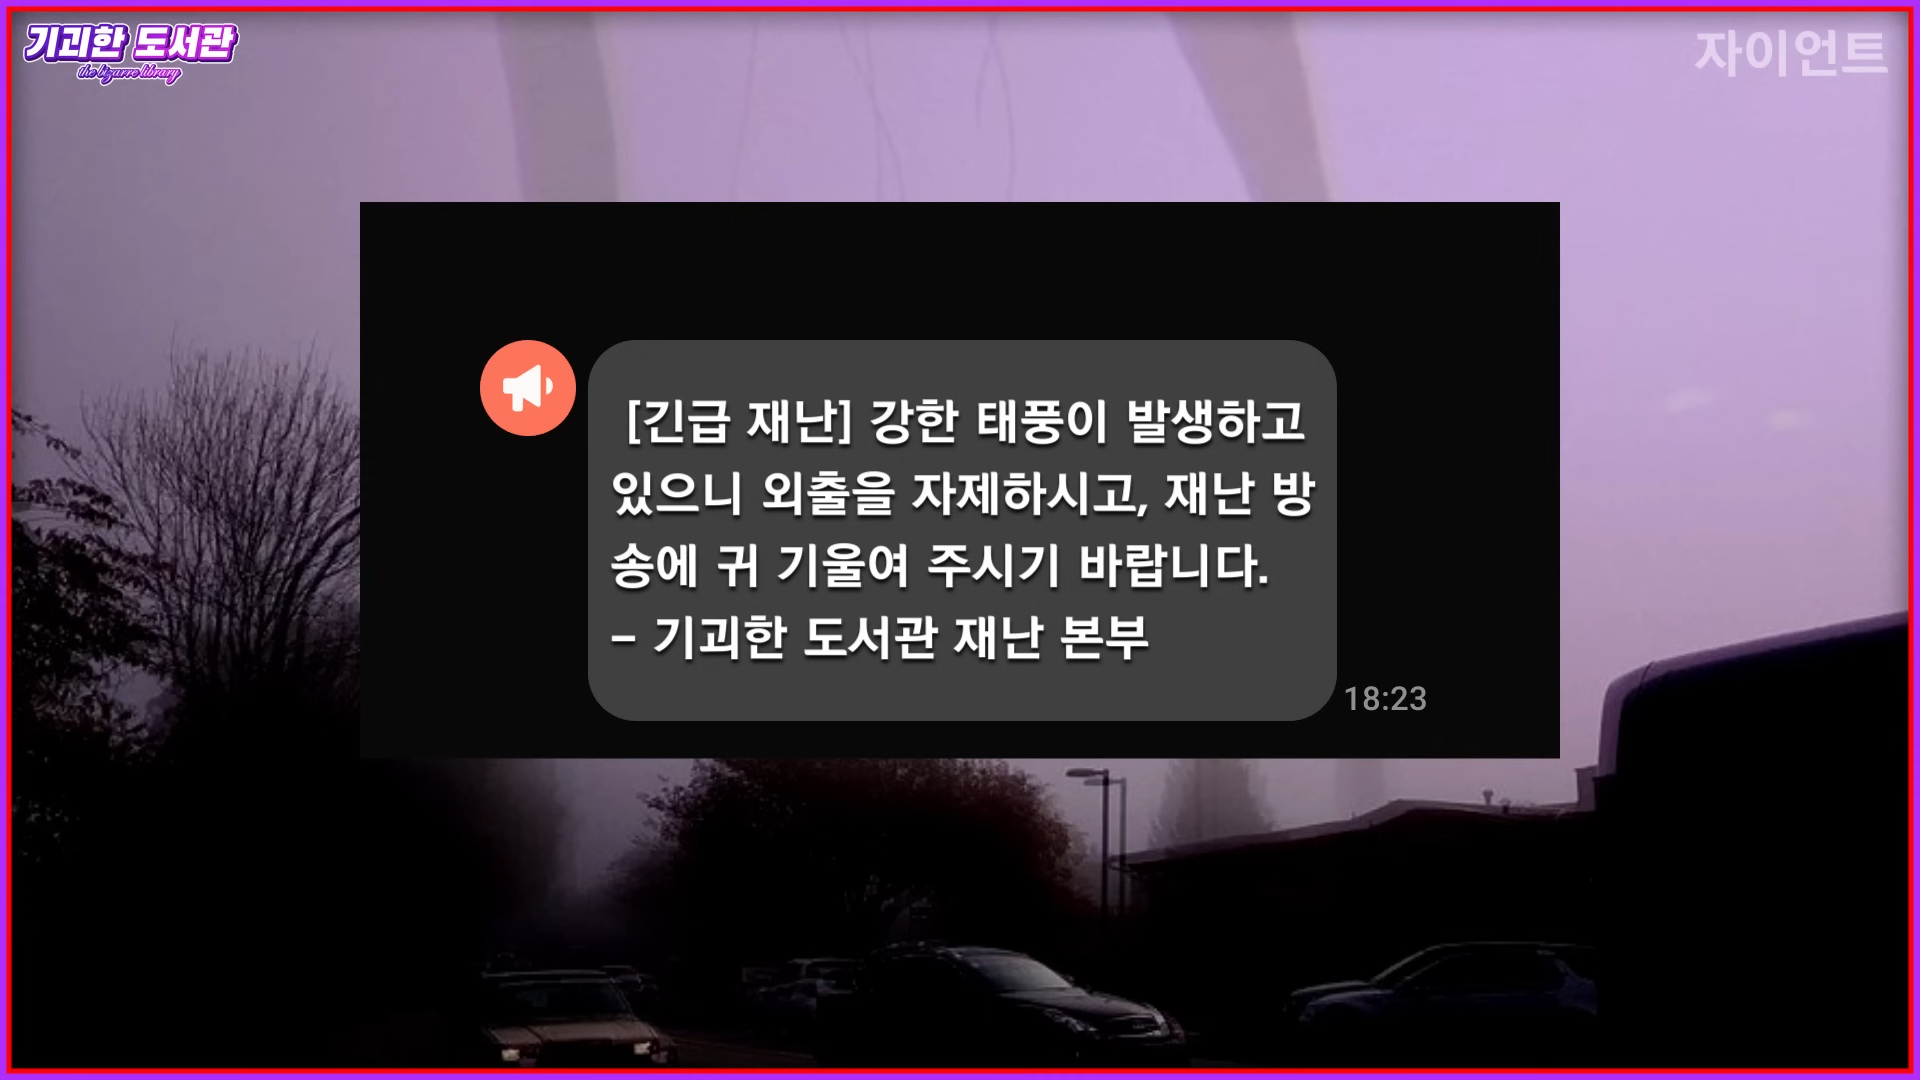 기괴한 도서관
the bizarre library
자이언트
[긴급 재난] 강한 태풍이 발생하고
있으니 외출을 자제하시고, 재난 방
송에 귀 기울여 주시기 바랍니다.
– 기괴한 도서관 재난 본부
18:23